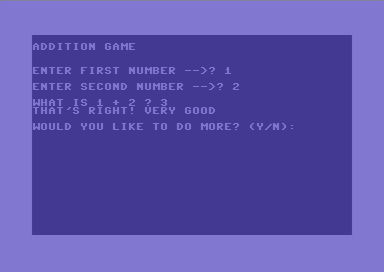 ADDITION GAME
ENTER FIRST NUMBER -->? 1
ENTER SECOND NUMBER -->? 2
WHAT IS 1 + 2 ? 3
THAT'S RIGHT! VERY GOOD
WOULD YOU LIKE TO DO MORE? (Y/N):